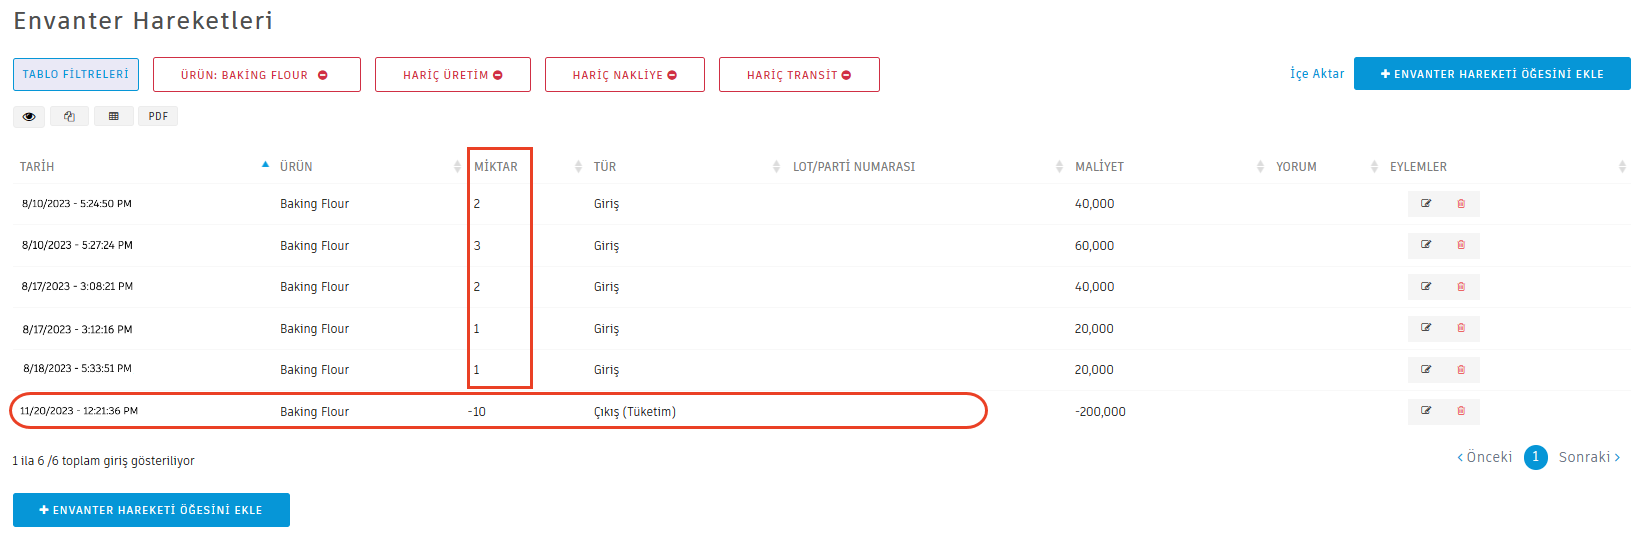 Envanter Hareketleri
TABLO FİLTRELERİ ÜRÜN: BAKİNG FLOUR HARİÇ ÜRETİM HARİÇ NAKLİYE HARİÇ TRANSİT İçe Aktar ENVANTER HAREKETİ ÖĞESİNİ EKLE
PDF
TARİH ÜRÜN MİKTAR TÜR LOT/PARTİ NUMARASI MALİYET YORUM EYLEMLER
8/10/2023 - 5:24:50 PM Baking Flour 2 Giriş 40,000
8/10/2023 - 5:27:24 PM Baking Flour 3 Giriş 60,000
8/17/2023 - 3:08:21 PM Baking Flour 2 Giriş 40,000
8/17/2023 - 3:12:16 PM Baking Flour 1 Giriş 20,000
8/18/2023 - 5:33:51 PM Baking Flour 1 Giriş 20,000
11/20/2023 - 12:21:36 PM Baking Flour -10 Çıkış (Tüketim) -200,000
1 ila 6 /6 toplam giriş gösteriliyor ‹ Önceki 1 Sonraki ›
ENVANTER HAREKETİ ÖĞESİNİ EKLE